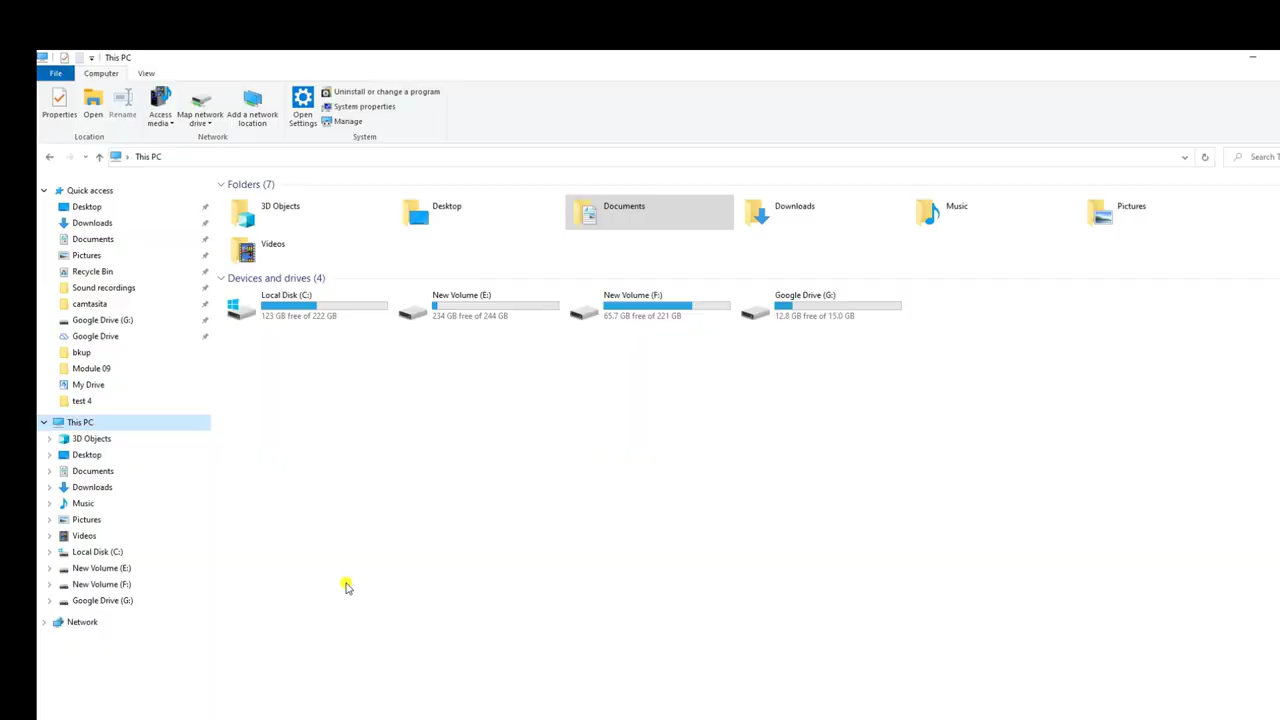 This PC
File Computer View
Properties Open Rename Access media Map network drive Add a network location Open Settings Uninstall or change a program
System properties
Manage
Location Network System
This PC Search T
Quick access
Desktop
Downloads
Documents
Pictures
Recycle Bin
Sound recordings
camtasita
Google Drive (G:)
Google Drive
bkup
Module 09
My Drive
test 4
This PC
3D Objects
Desktop
Documents
Downloads
Music
Pictures
Videos
Local Disk (C:)
New Volume (E:)
New Volume (F:)
Google Drive (G:)
Network
Folders (7)
3D Objects Desktop Documents Downloads Music Pictures
Videos
Devices and drives (4)
Local Disk (C:) New Volume (E:) New Volume (F:) Google Drive (G:)
123 GB free of 222 GB 234 GB free of 244 GB 65.7 GB free of 221 GB 12.8 GB free of 15.0 GB